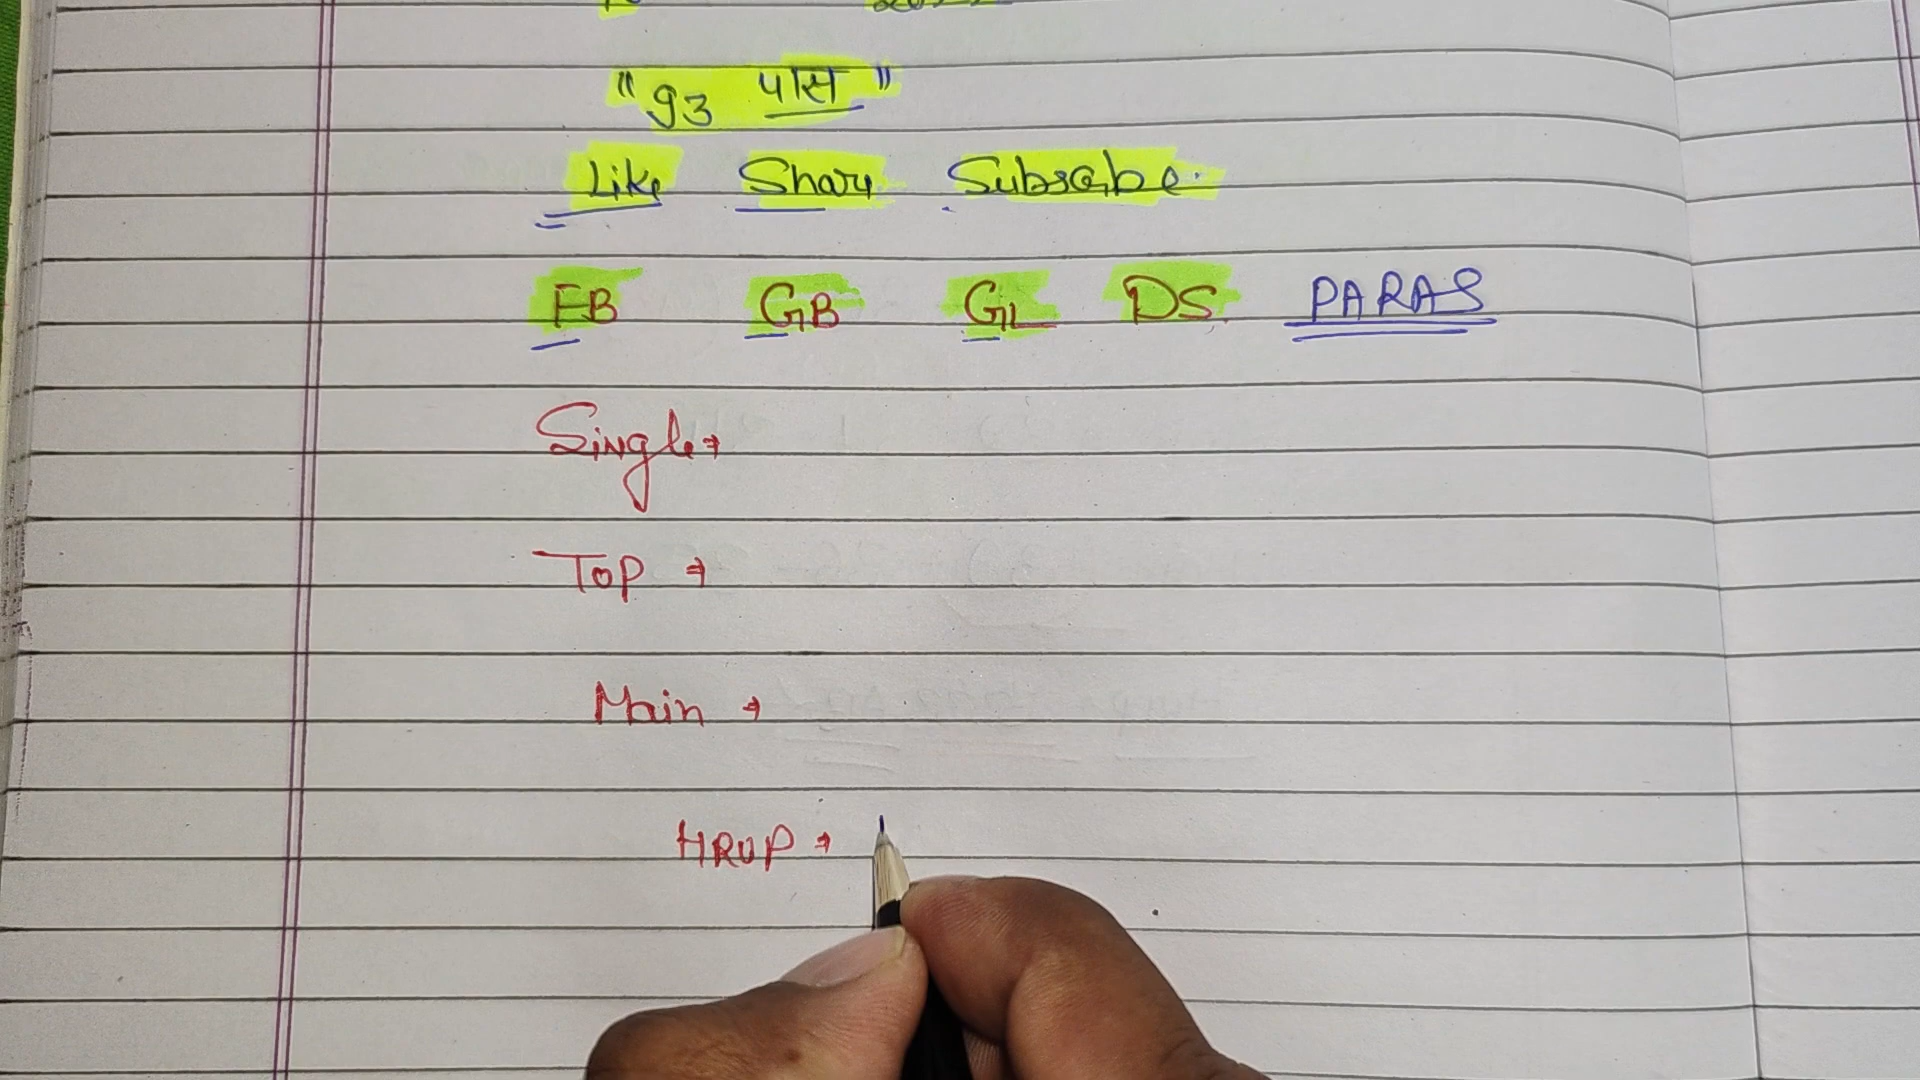 "93 पास"
Like Share Subscribe.
FB GB GL DS. PARAS
Single →
TOP →
Main →
HRUP →